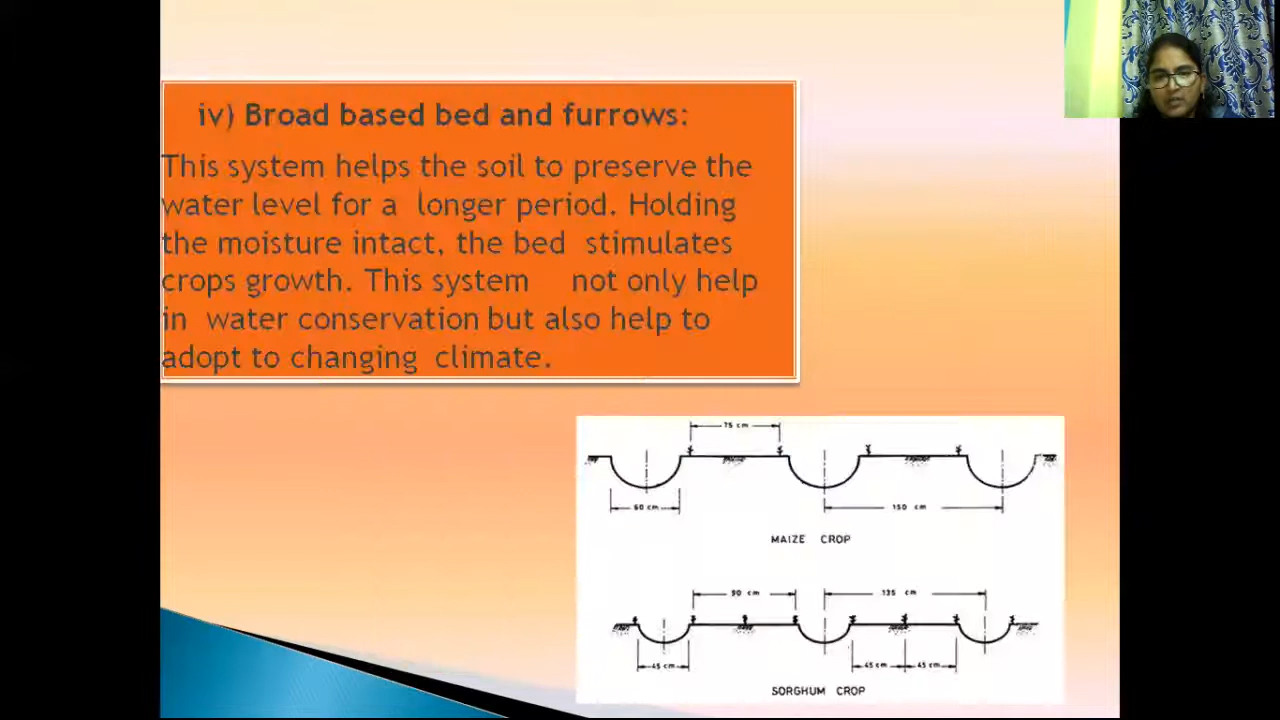 iv) Broad based bed and furrows:
This system helps the soil to preserve the
water level for a longer period. Holding
the moisture intact, the bed stimulates
crops growth. This system not only help
in water conservation but also help to
adopt to changing climate.
75 cm
60 cm
150 cm
MAIZE CROP
90 cm
135 cm
45 cm
45 cm
45 cm
SORGHUM CROP